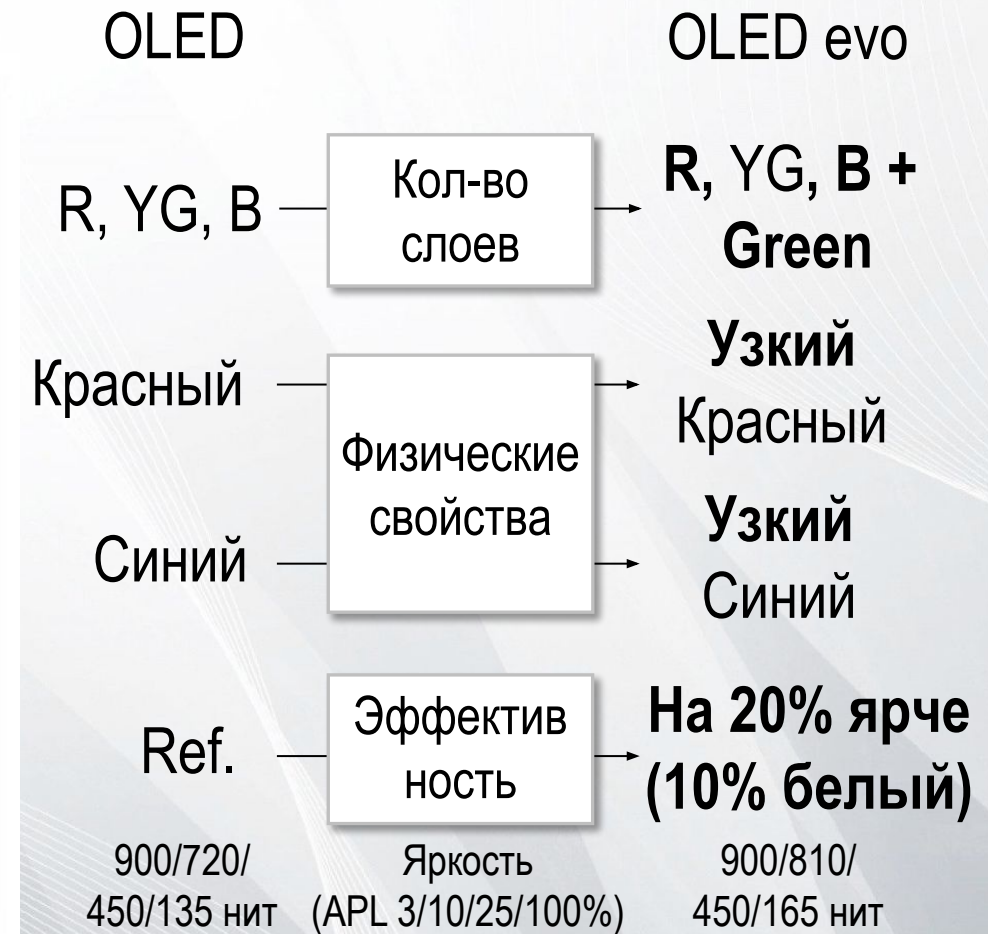 OLED
OLED evo
R, YG, B
Кол-во
слоев
R, YG, B +
Green
Красный
Физические
свойства
Узкий
Красный
Синий
Узкий
Синий
Ref.
Эффектив
ность
На 20% ярче
(10% белый)
900/720/
450/135 нит
Яркость
(APL 3/10/25/100%)
900/810/
450/165 нит